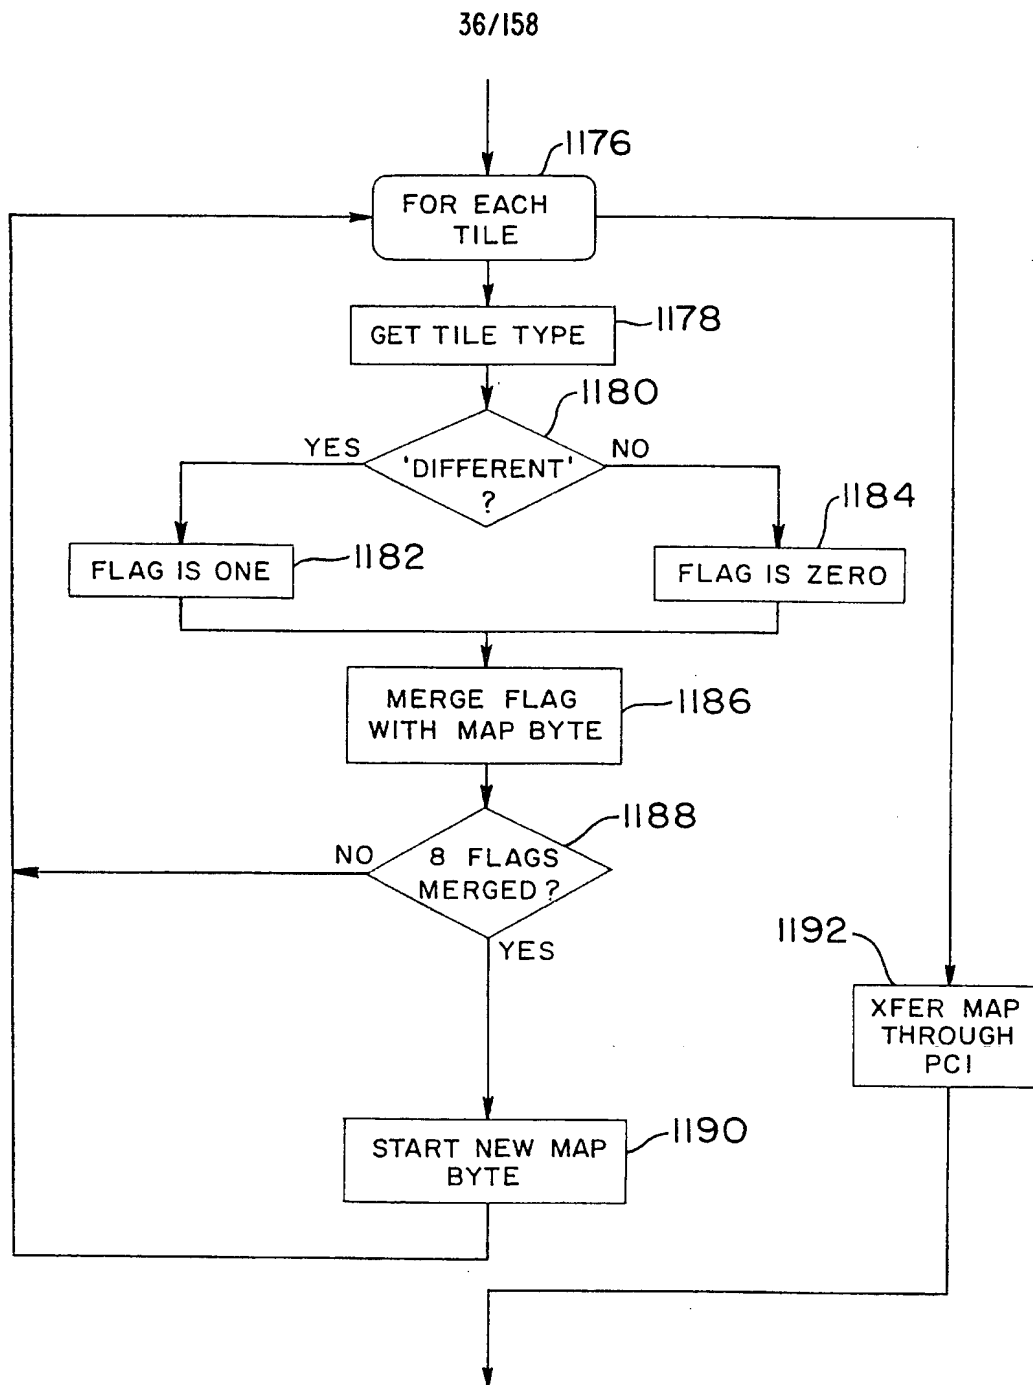 36/158
1176
FOR EACH
TILE
GET TILE TYPE
1178
1180
YES
NO
'DIFFERENT'
?
1184
FLAG IS ONE
1182
FLAG IS ZERO
MERGE FLAG
WITH MAP BYTE
1186
1188
NO
8 FLAGS
MERGED?
YES
1192
XFER MAP
THROUGH
PCI
START NEW MAP
BYTE
1190